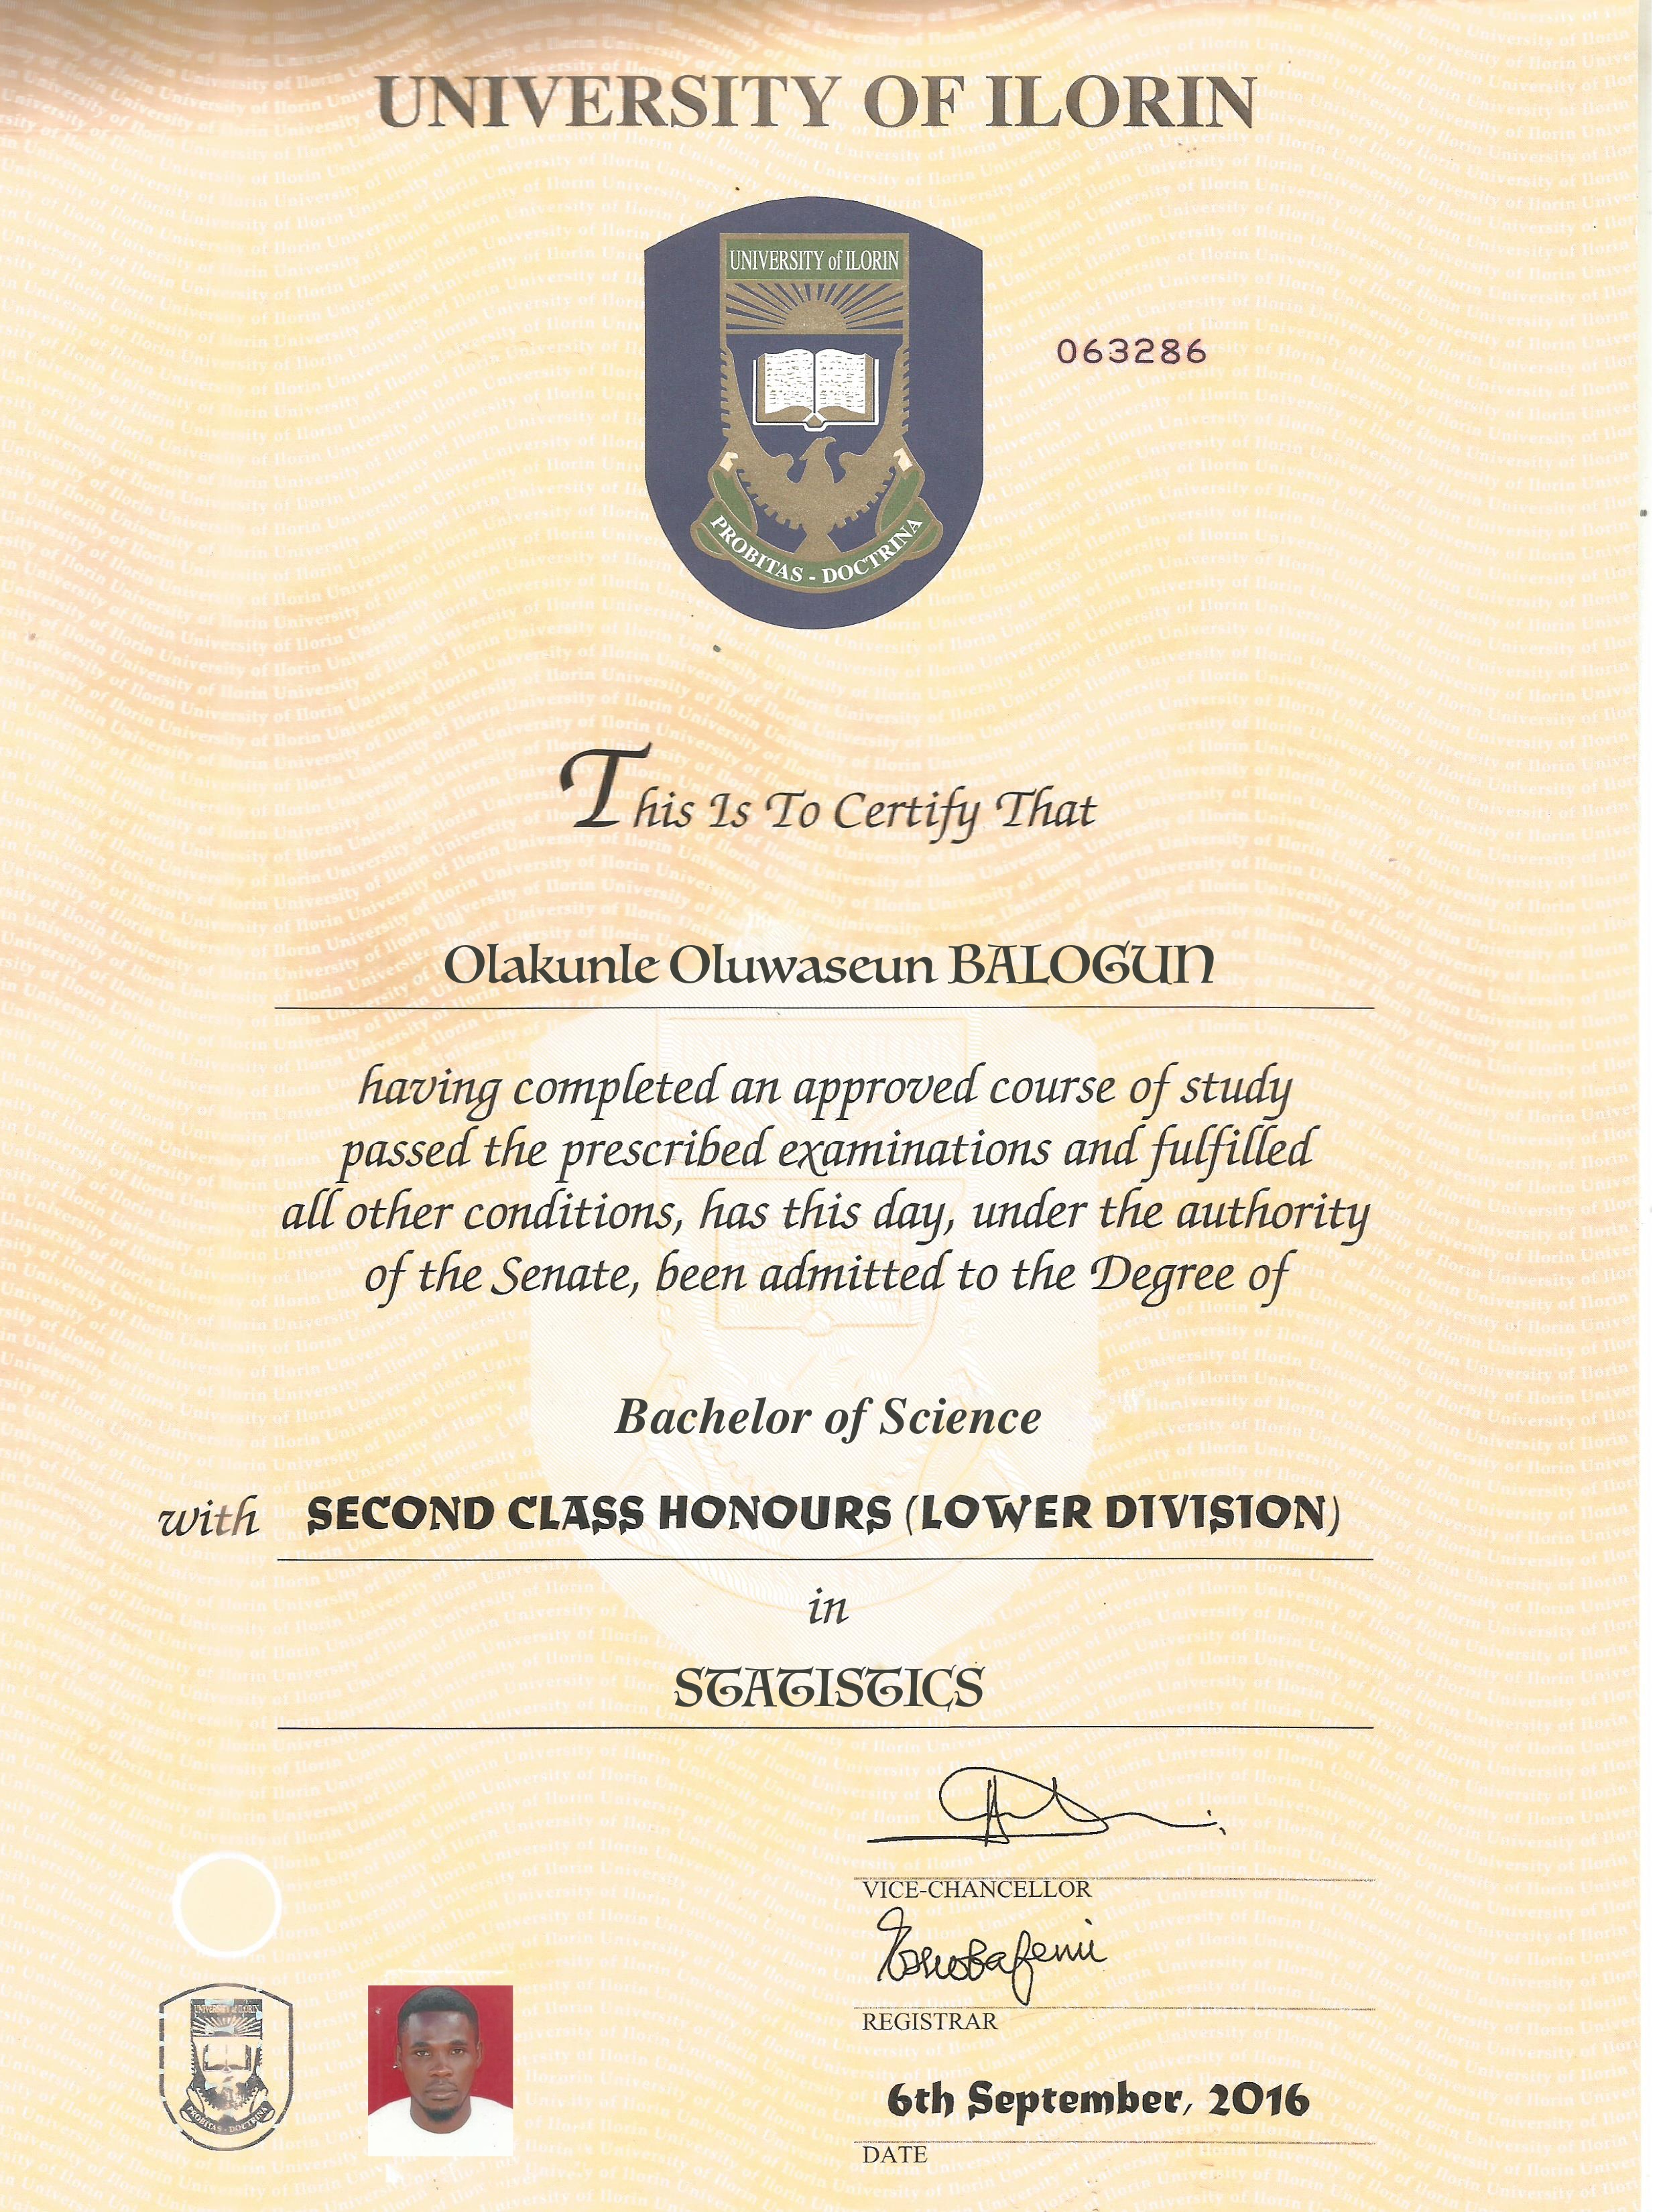 UNIVERSITY OF ILORIN
UNIVERSITY of ILORIN
063286
PROBITAS - DOCTRINA
This Is To Certify That
Olakunle Oluwaseun BALOGUN
having completed an approved course of study
passed the prescribed examinations and fulfilled
all other conditions, has this day, under the authority
of the Senate, been admitted to the Degree of
Bachelor of Science
with SECOND CLASS HONOURS (LOWER DIVISION)
in
STATISTICS
VICE-CHANCELLOR
REGISTRAR
UNIVERSITY of ILORIN
PROBITAS - DOCTRINA
6th September, 2016
DATE